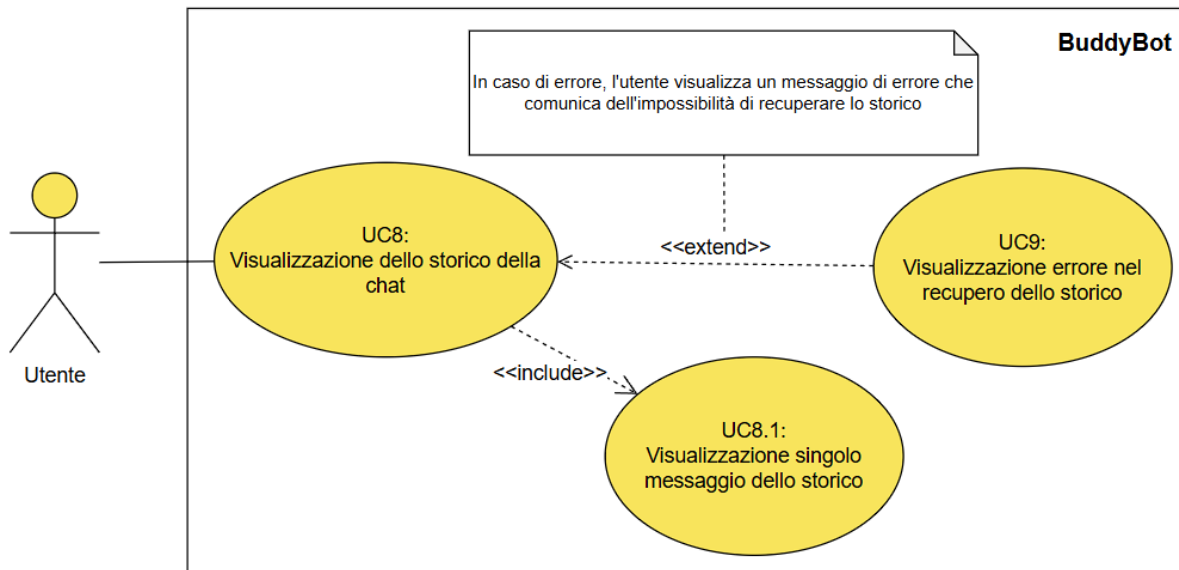 BuddyBot
In caso di errore, l'utente visualizza un messaggio di errore che
comunica dell'impossibilità di recuperare lo storico
UC8:
Visualizzazione dello storico della
chat
<<extend>>
UC9:
Visualizzazione errore nel
recupero dello storico
Utente
<<include>>
UC8.1:
Visualizzazione singolo
messaggio dello storico